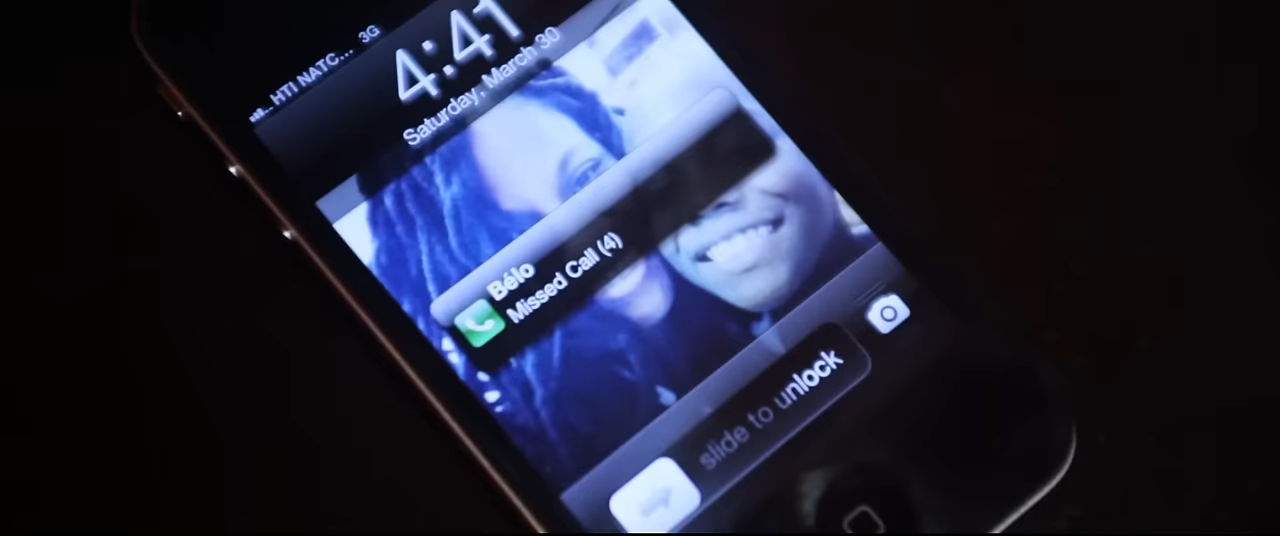 HTI NATC... 3G
4:41
Saturday, March 30
Bélo
Missed Call (4)
slide to unlock